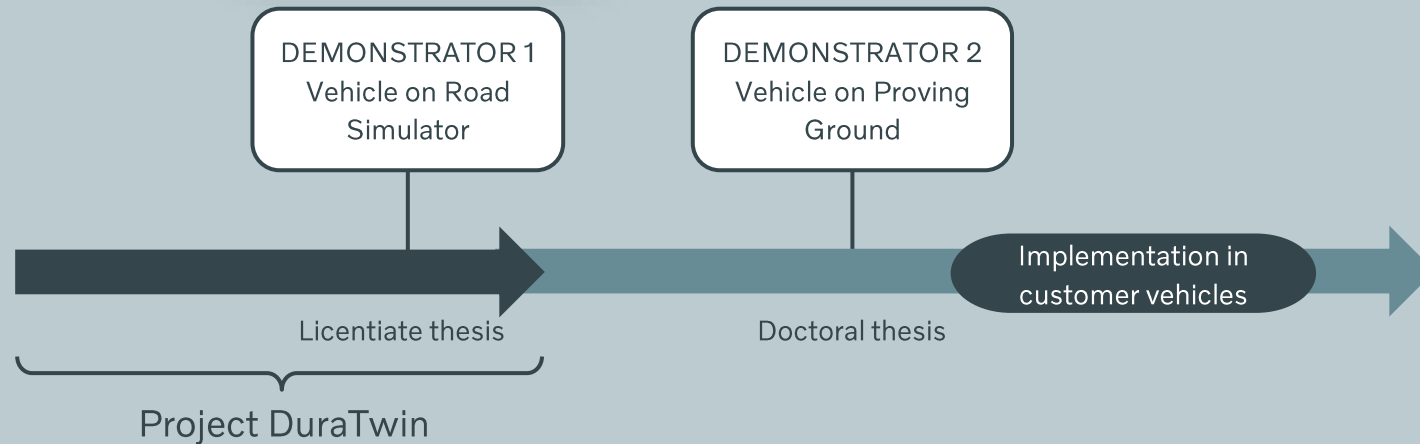 DEMONSTRATOR 1
Vehicle on Road
Simulator
DEMONSTRATOR 2
Vehicle on Proving
Ground
Implementation in
customer vehicles
Licentiate thesis
Doctoral thesis
Project DuraTwin